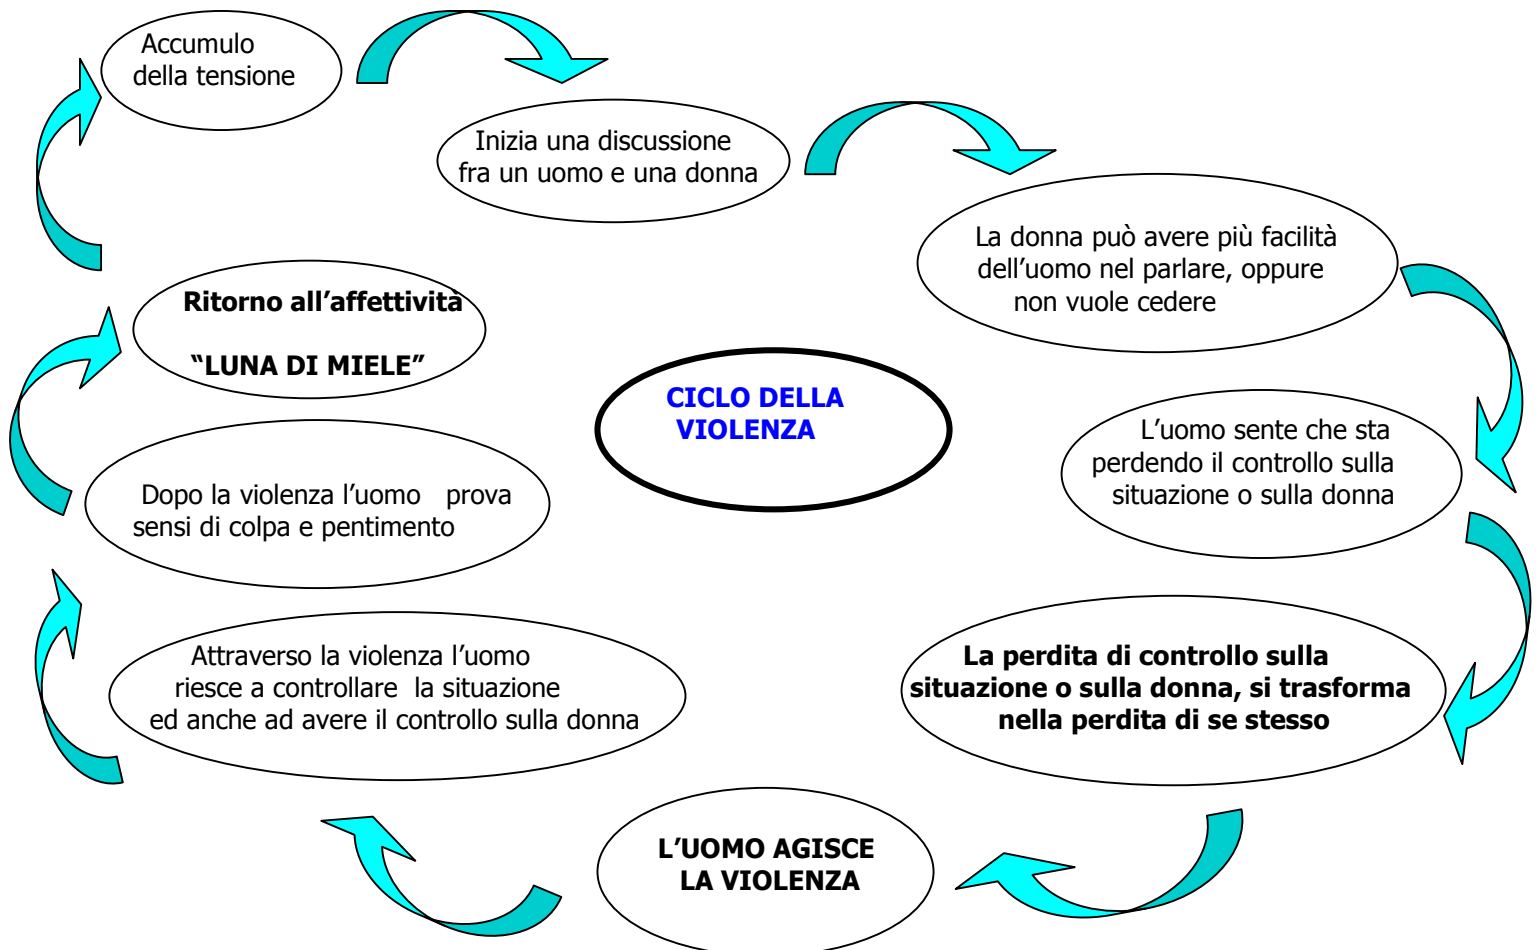 Accumulo
della tensione
Inizia una discussione
fra un uomo e una donna
La donna può avere più facilità
dell'uomo nel parlare, oppure
non vuole cedere
L'uomo sente che sta
perdendo il controllo sulla
situazione o sulla donna
La perdita di controllo sulla
situazione o sulla donna, si trasforma
nella perdita di se stesso
L'UOMO AGISCE
LA VIOLENZA
Attraverso la violenza l'uomo
riesce a controllare la situazione
ed anche ad avere il controllo sulla donna
Dopo la violenza l'uomo prova
sensi di colpa e pentimento
Ritorno all'affettività
“LUNA DI MIELE”
CICLO DELLA
VIOLENZA